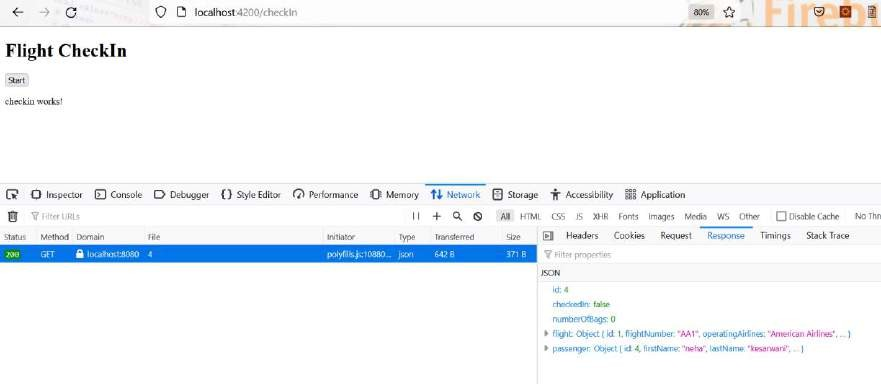 localhost:4200/checkIn
80%
Flight CheckIn
Start
checkin works!
Inspector Console Debugger Style Editor Performance Memory Network Storage Accessibility Application
Filter URLs All HTML CSS JS XHR Fonts Images Media WS Other Disable Cache No Thr
Status Method Domain File Initiator Type Transferred Size Headers Cookies Request Response Timings Stack Trace
200 GET localhost:8080 4 polyfills.js:10880... json 642 B 371 B
Filter properties
JSON
id: 4
checkedIn: false
numberOfBags: 0
flight: Object { id: 1, flightNumber: "AA1", operatingAirlines: "American Airlines", … }
passenger: Object { id: 4, firstName: "neha", lastName: "kesarwani", … }